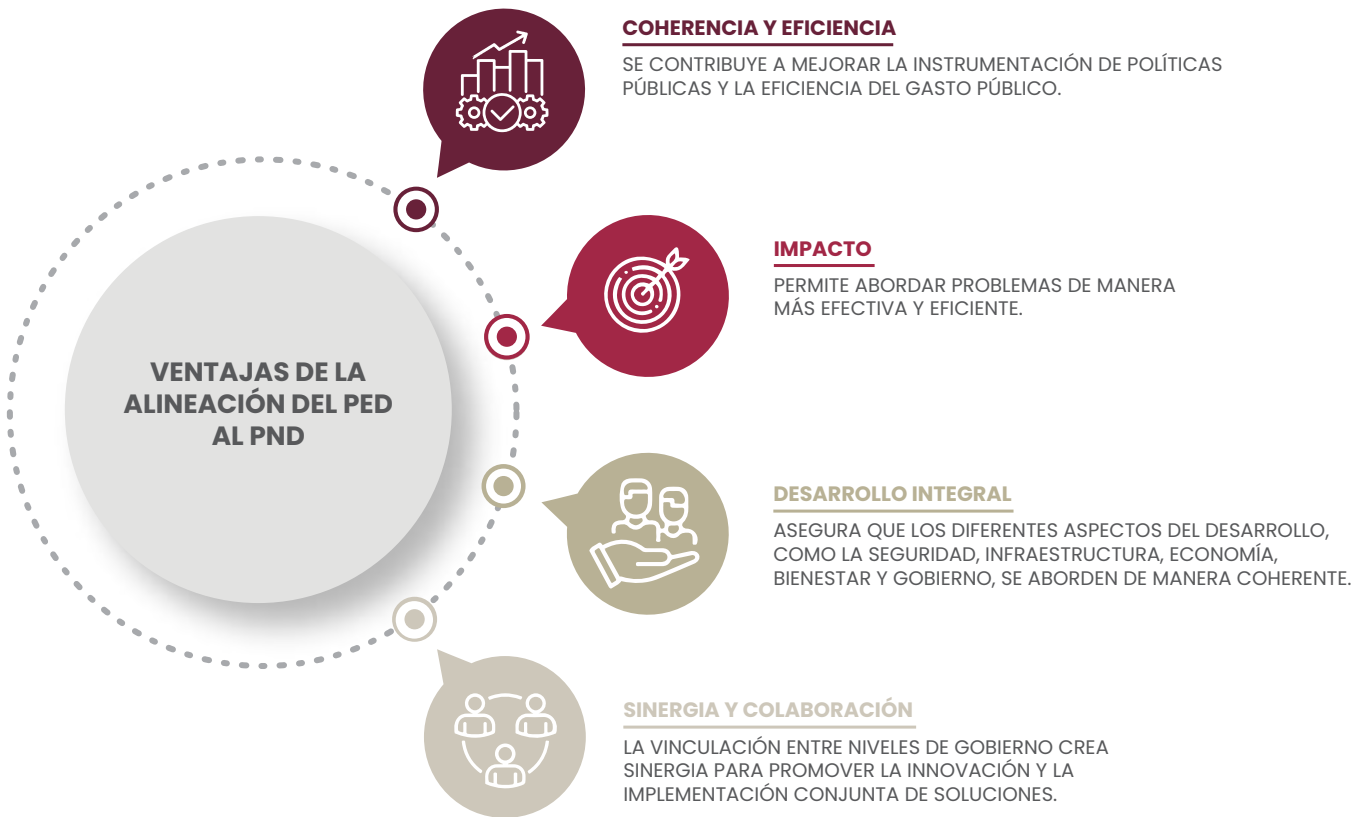 COHERENCIA Y EFICIENCIA
SE CONTRIBUYE A MEJORAR LA INSTRUMENTACIÓN DE POLÍTICAS
PÚBLICAS Y LA EFICIENCIA DEL GASTO PÚBLICO.
IMPACTO
PERMITE ABORDAR PROBLEMAS DE MANERA
MÁS EFECTIVA Y EFICIENTE.
VENTAJAS DE LA
ALINEACIÓN DEL PED
AL PND
DESARROLLO INTEGRAL
ASEGURA QUE LOS DIFERENTES ASPECTOS DEL DESARROLLO,
COMO LA SEGURIDAD, INFRAESTRUCTURA, ECONOMÍA,
BIENESTAR Y GOBIERNO, SE ABORDEN DE MANERA COHERENTE.
SINERGIA Y COLABORACIÓN
LA VINCULACIÓN ENTRE NIVELES DE GOBIERNO CREA
SINERGIA PARA PROMOVER LA INNOVACIÓN Y LA
IMPLEMENTACIÓN CONJUNTA DE SOLUCIONES.